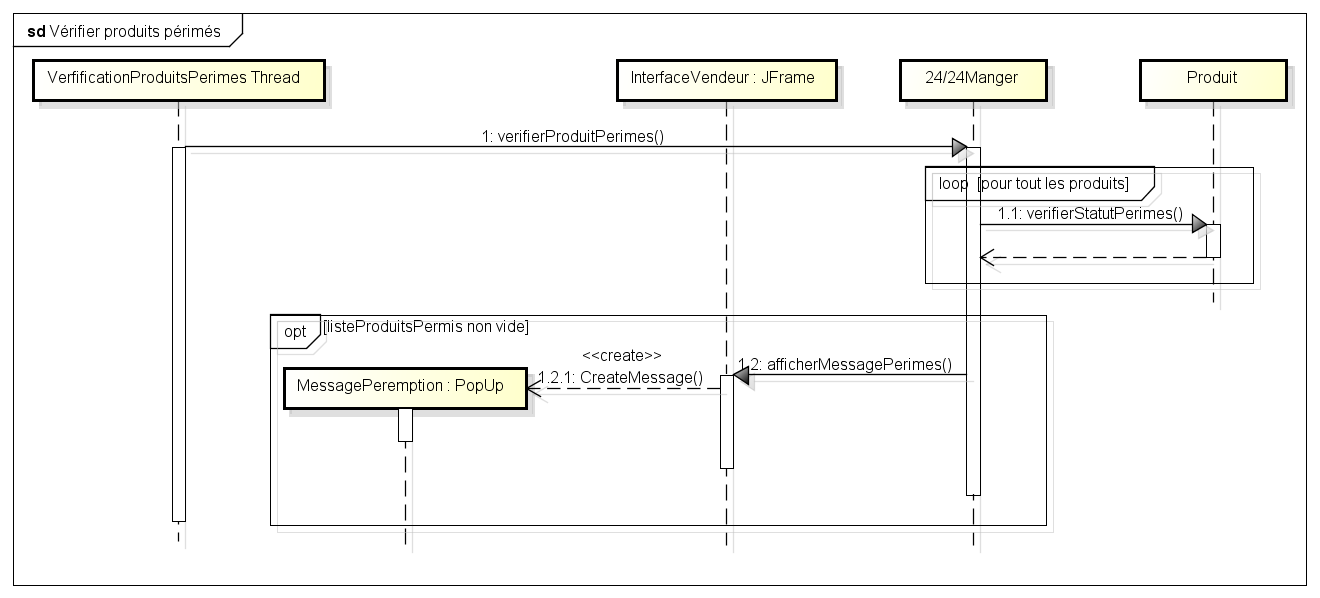 sd Vérifier produits périmés
VerfificationProduitsPerimes Thread
InterfaceVendeur : JFrame
24/24Manger
Produit
1: verifierProduitPerimes()
loop [pour tout les produits]
1.1: verifierStatutPerimes()
opt [listeProduitsPermis non vide]
<<create>>
1.2: afficherMessagePerimes()
1.2.1: CreateMessage()
MessagePeremption : PopUp